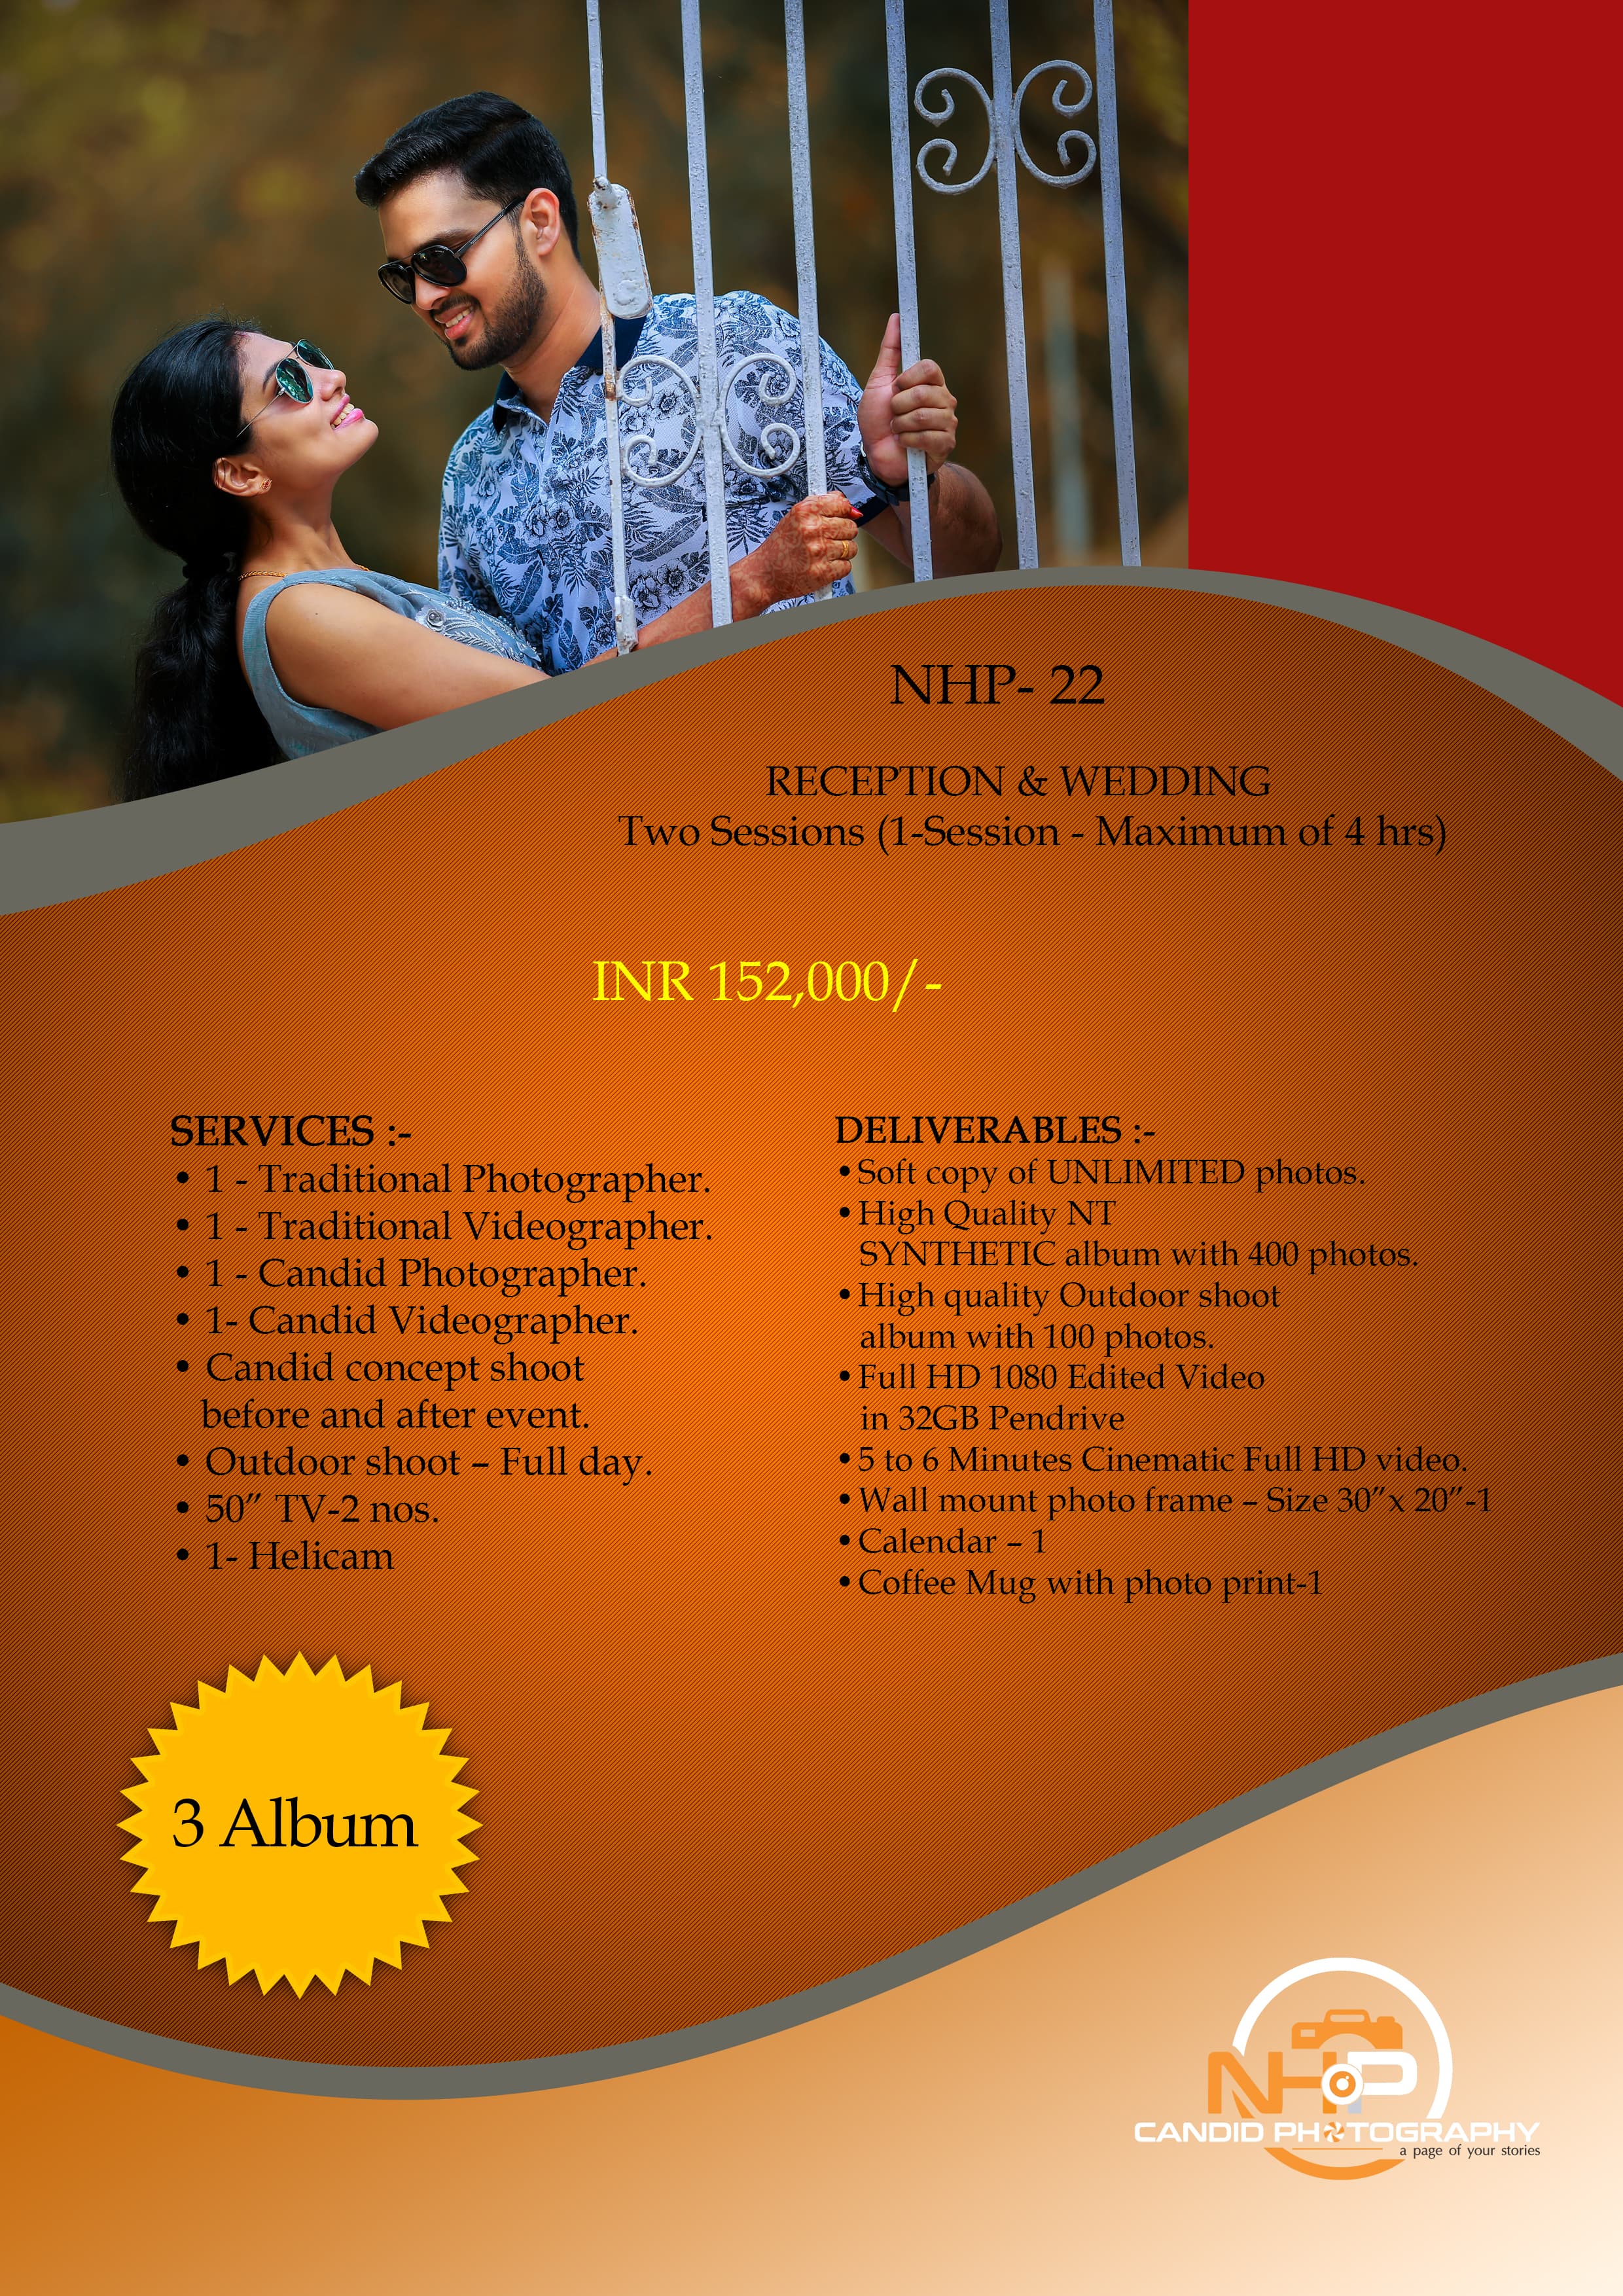 NHP- 22
RECEPTION & WEDDING
Two Sessions (1-Session - Maximum of 4 hrs)
INR 152,000/-
SERVICES :-
• 1 - Traditional Photographer.
• 1 - Traditional Videographer.
• 1 - Candid Photographer.
• 1- Candid Videographer.
• Candid concept shoot
before and after event.
• Outdoor shoot – Full day.
• 50” TV-2 nos.
• 1- Helicam
DELIVERABLES :-
•Soft copy of UNLIMITED photos.
•High Quality NT
SYNTHETIC album with 400 photos.
•High quality Outdoor shoot
album with 100 photos.
•Full HD 1080 Edited Video
in 32GB Pendrive
•5 to 6 Minutes Cinematic Full HD video.
•Wall mount photo frame – Size 30”x 20”-1
•Calendar – 1
•Coffee Mug with photo print-1
3 Album
NHP
CANDID PHOTOGRAPHY
a page of your stories